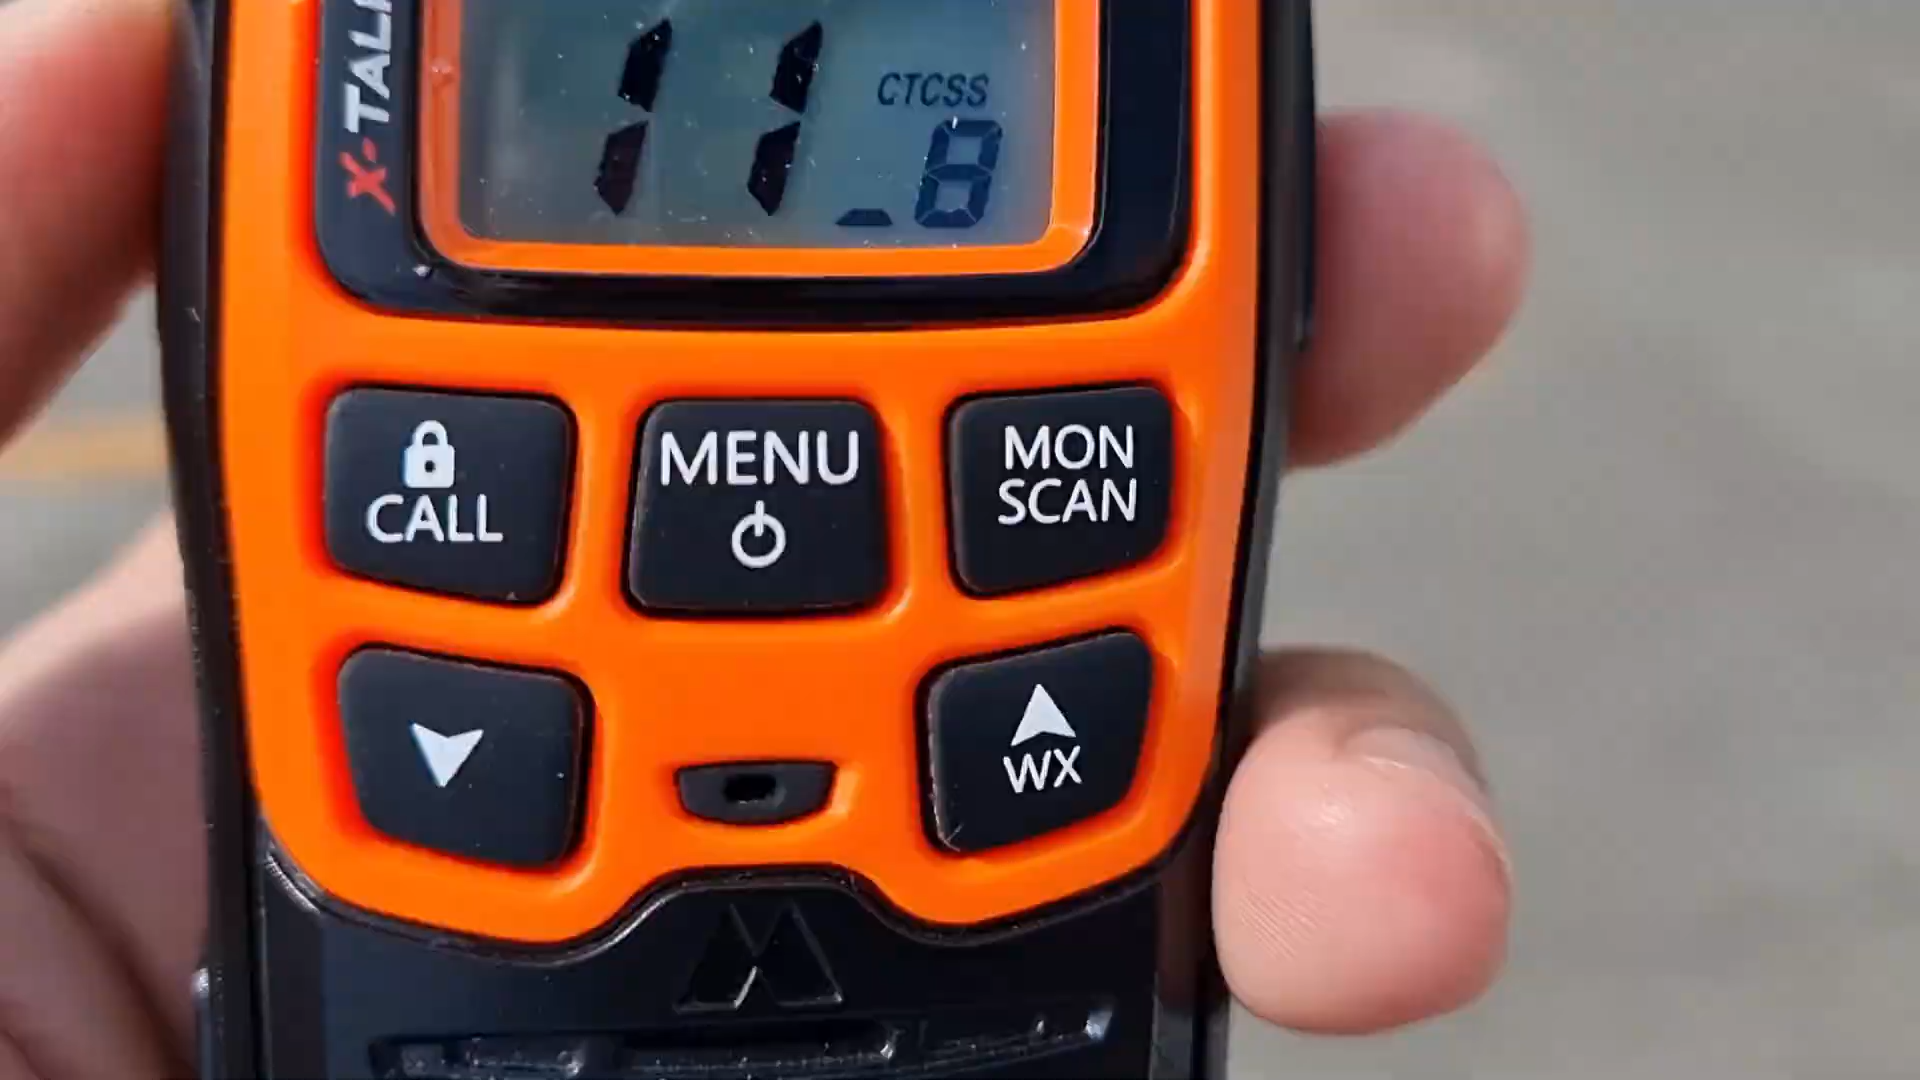 X-TALK
11
CTCSS
_8
CALL
MENU
MON
SCAN
WX